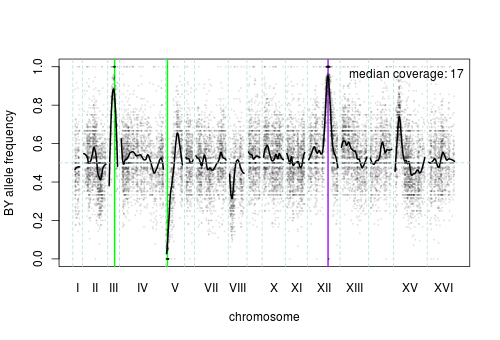 median coverage: 17
BY allele frequency
1.0
0.8
0.6
0.4
0.2
0.0
I II III IV V VII VIII X XI XII XIII XV XVI
chromosome